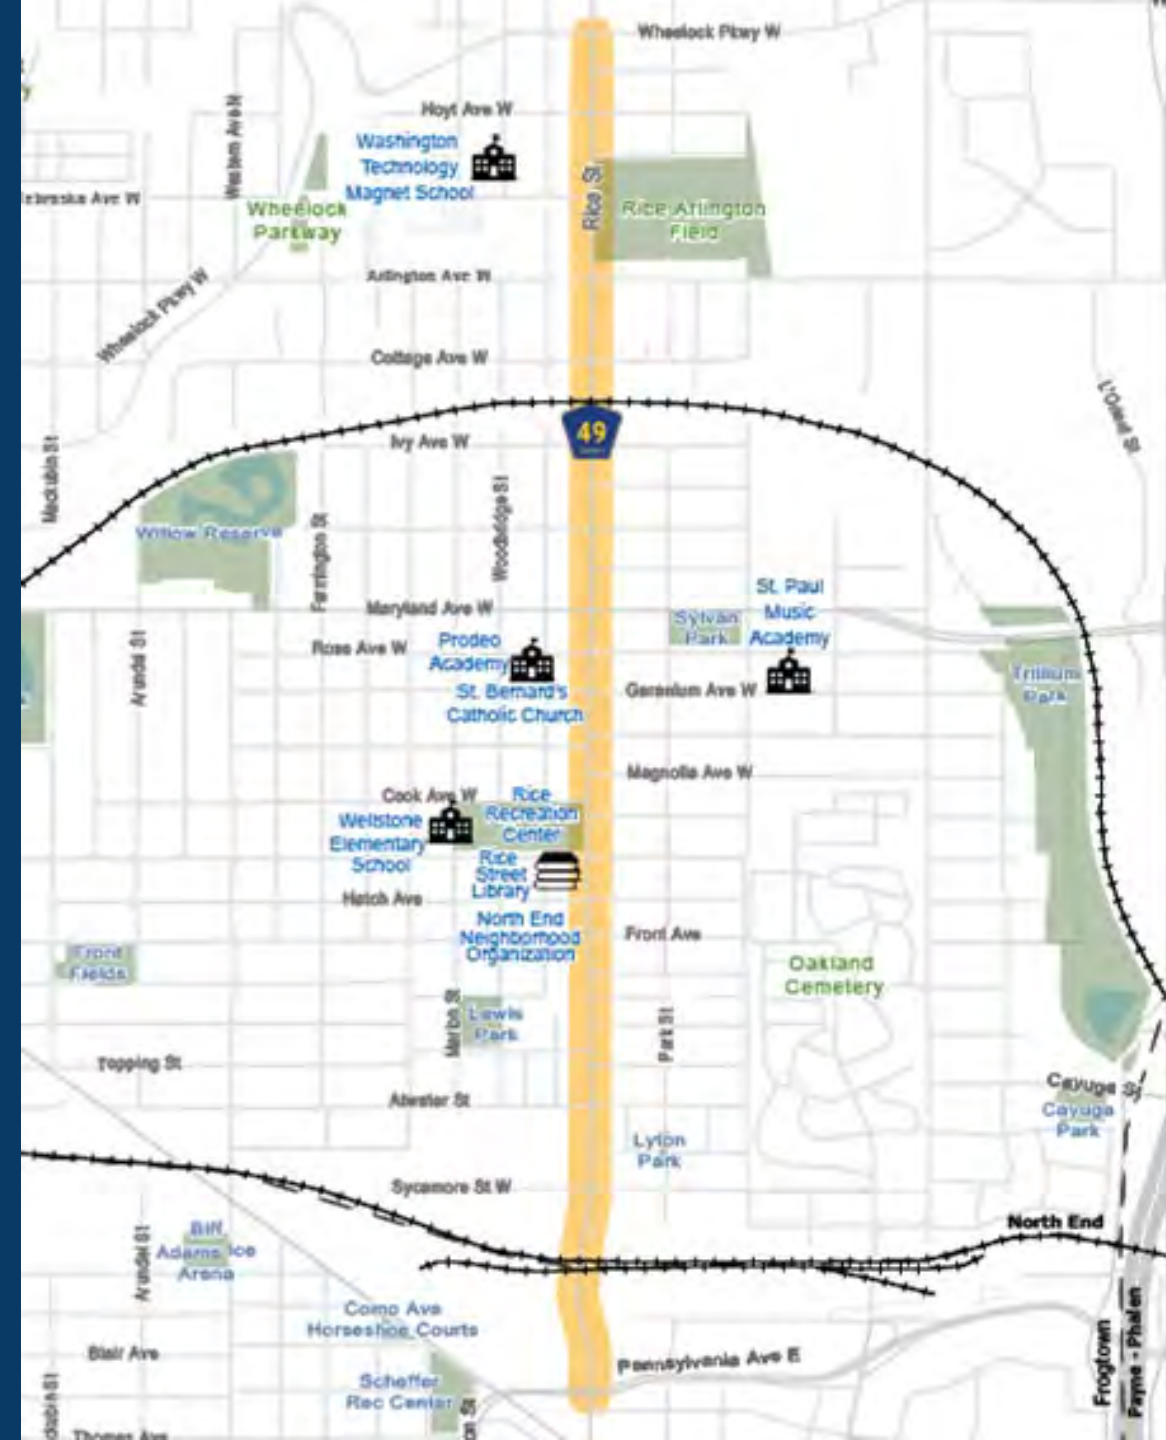 Wheelock Pkwy W
Hoyt Ave W
Western Ave N
Washington
Technology
Magnet School
Rice St
Ave W
Wheelock
Parkway
Rice Arlington
Field
Arlington Ave W
Wheelock Pkwy W
Cottage Ave W
49
Ivy Ave W
Mackubin St
Woodbridge St
Willow Reserve
Farrington St
St. Paul
Music
Academy
Maryland Ave W
Sylvan
Park
Rose Ave W
Prodeo
Academy
Arundel St
St. Bernard's
Catholic Church
Geranium Ave W
Trillium
Park
Magnolia Ave W
Cook Ave W
Rice
Recreation
Center
Wellstone
Elementary
School
Rice
Street
Library
Hatch Ave
North End
Neighborhood
Organization
Front Ave
Front
Fields
Oakland
Cemetery
Marion St
Lewis
Park
Park St
Topping St
Cayuga St
Atwater St
Cayuga
Park
Lyton
Park
Sycamore St W
North End
Arundel St
Biff
Adams Ice
Arena
Como Ave
Horseshoe Courts
Blair Ave
Pennsylvania Ave E
Frogtown
Payne - Phalen
Scheffer
Rec Center
St
Thomas Ave